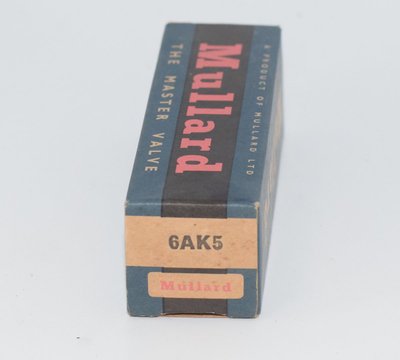 A PRODUCT OF MULLARD LTD
Mullard
THE MASTER VALVE
6AK5
Mullard